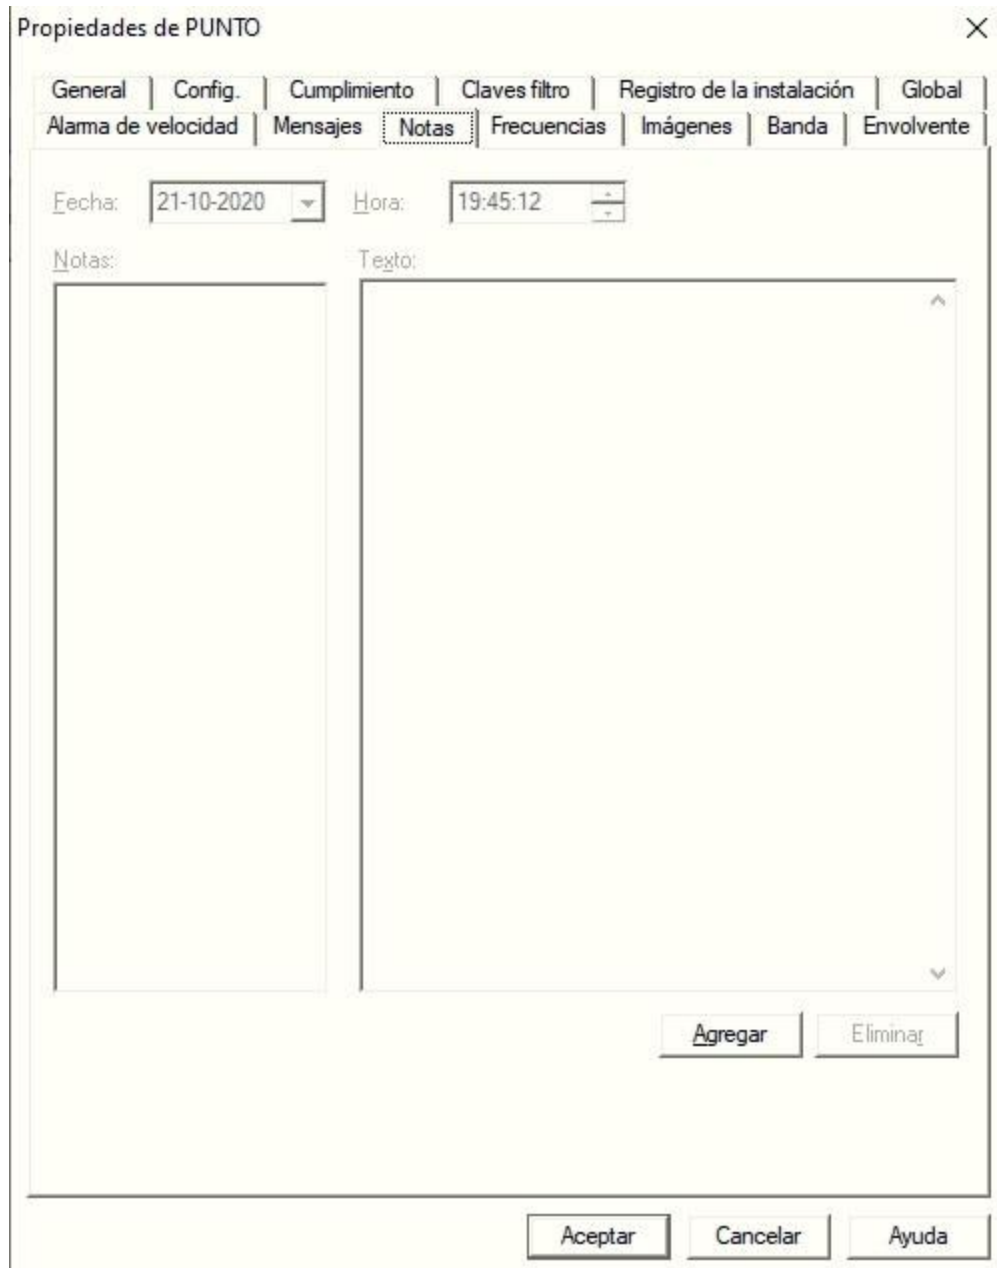 Propiedades de PUNTO
General Config. Cumplimiento Claves filtro Registro de la instalación Global
Alarma de velocidad Mensajes Notas Frecuencias Imágenes Banda Envolvente
Fecha: 21-10-2020 Hora: 19:45:12
Notas: Texto:
Agregar Eliminar
Aceptar Cancelar Ayuda